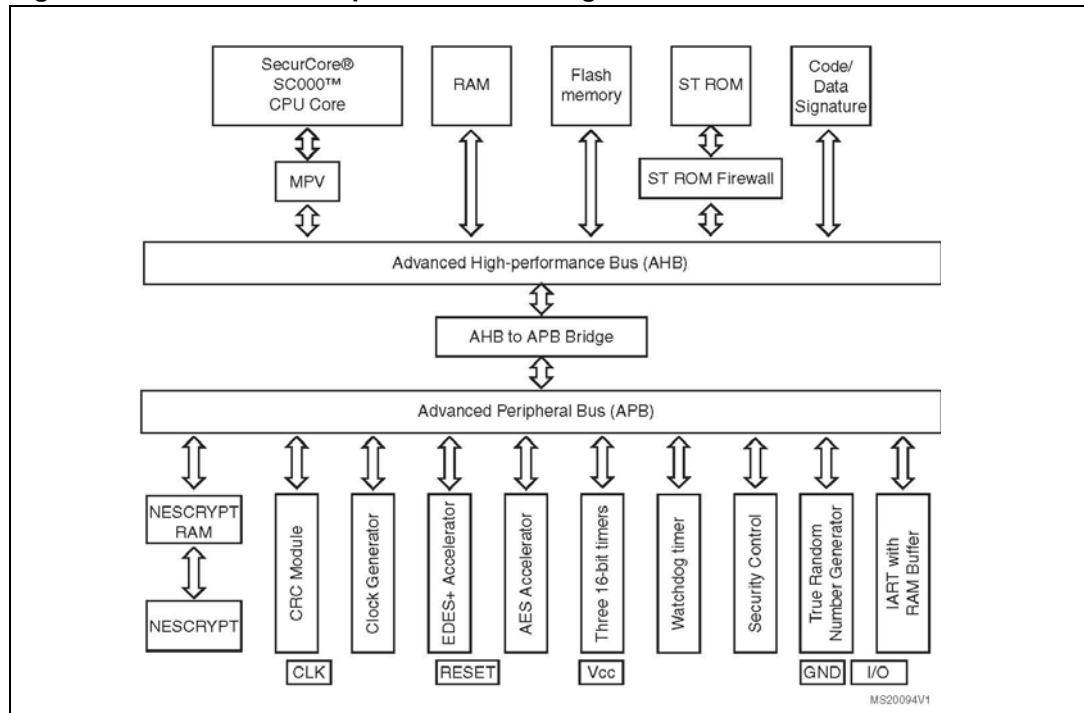 SecurCore®
SC000™
CPU Core
RAM
Flash
memory
ST ROM
Code/
Data
Signature
MPV
ST ROM Firewall
Advanced High-performance Bus (AHB)
AHB to APB Bridge
Advanced Peripheral Bus (APB)
NESCRYPT
RAM
NESCRYPT
CRC Module
Clock Generator
EDES+ Accelerator
AES Accelerator
Three 16-bit timers
Watchdog timer
Security Control
True Random
Number Generator
IART with
RAM Buffer
CLK
RESET
Vcc
GND
I/O
MS20094V1